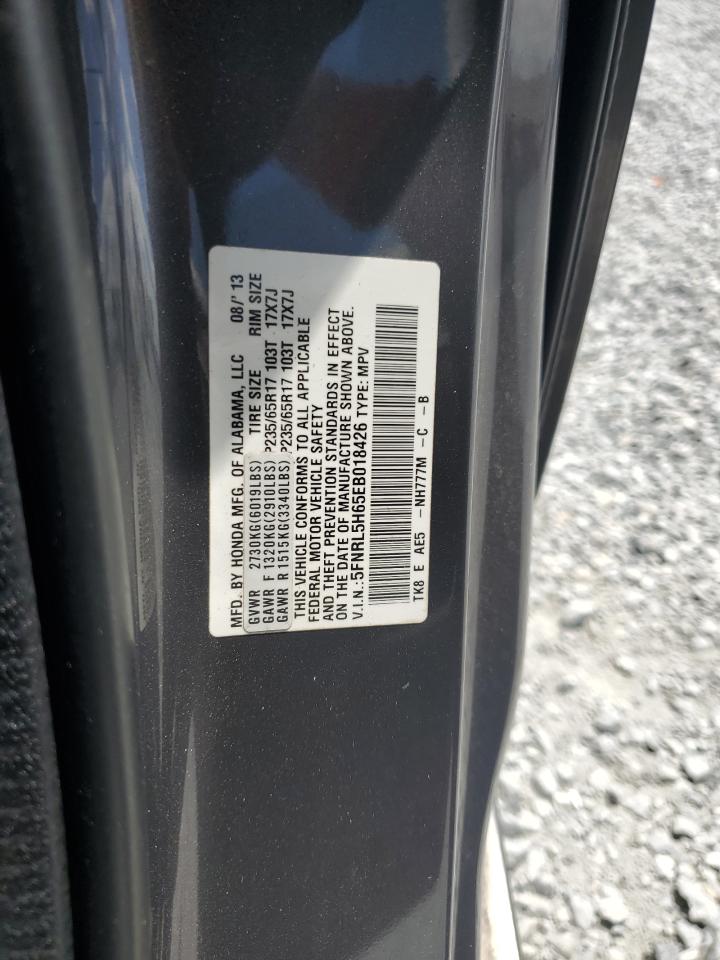 MFD. BY HONDA MFG. OF ALABAMA, LLC 08/'13
GVWR 2730KG(6019LBS) TIRE SIZE RIM SIZE
GAWR F 1320KG(2910LBS) P235/65R17 103T 17X7J
GAWR R 1515KG(3340LBS) P235/65R17 103T 17X7J
THIS VEHICLE CONFORMS TO ALL APPLICABLE
FEDERAL MOTOR VEHICLE SAFETY
AND THEFT PREVENTION STANDARDS IN EFFECT
ON THE DATE OF MANUFACTURE SHOWN ABOVE.
V.I.N.:5FNRL5H65EB018426 TYPE: MPV
TK8 E AE5 -NH777M -C -B